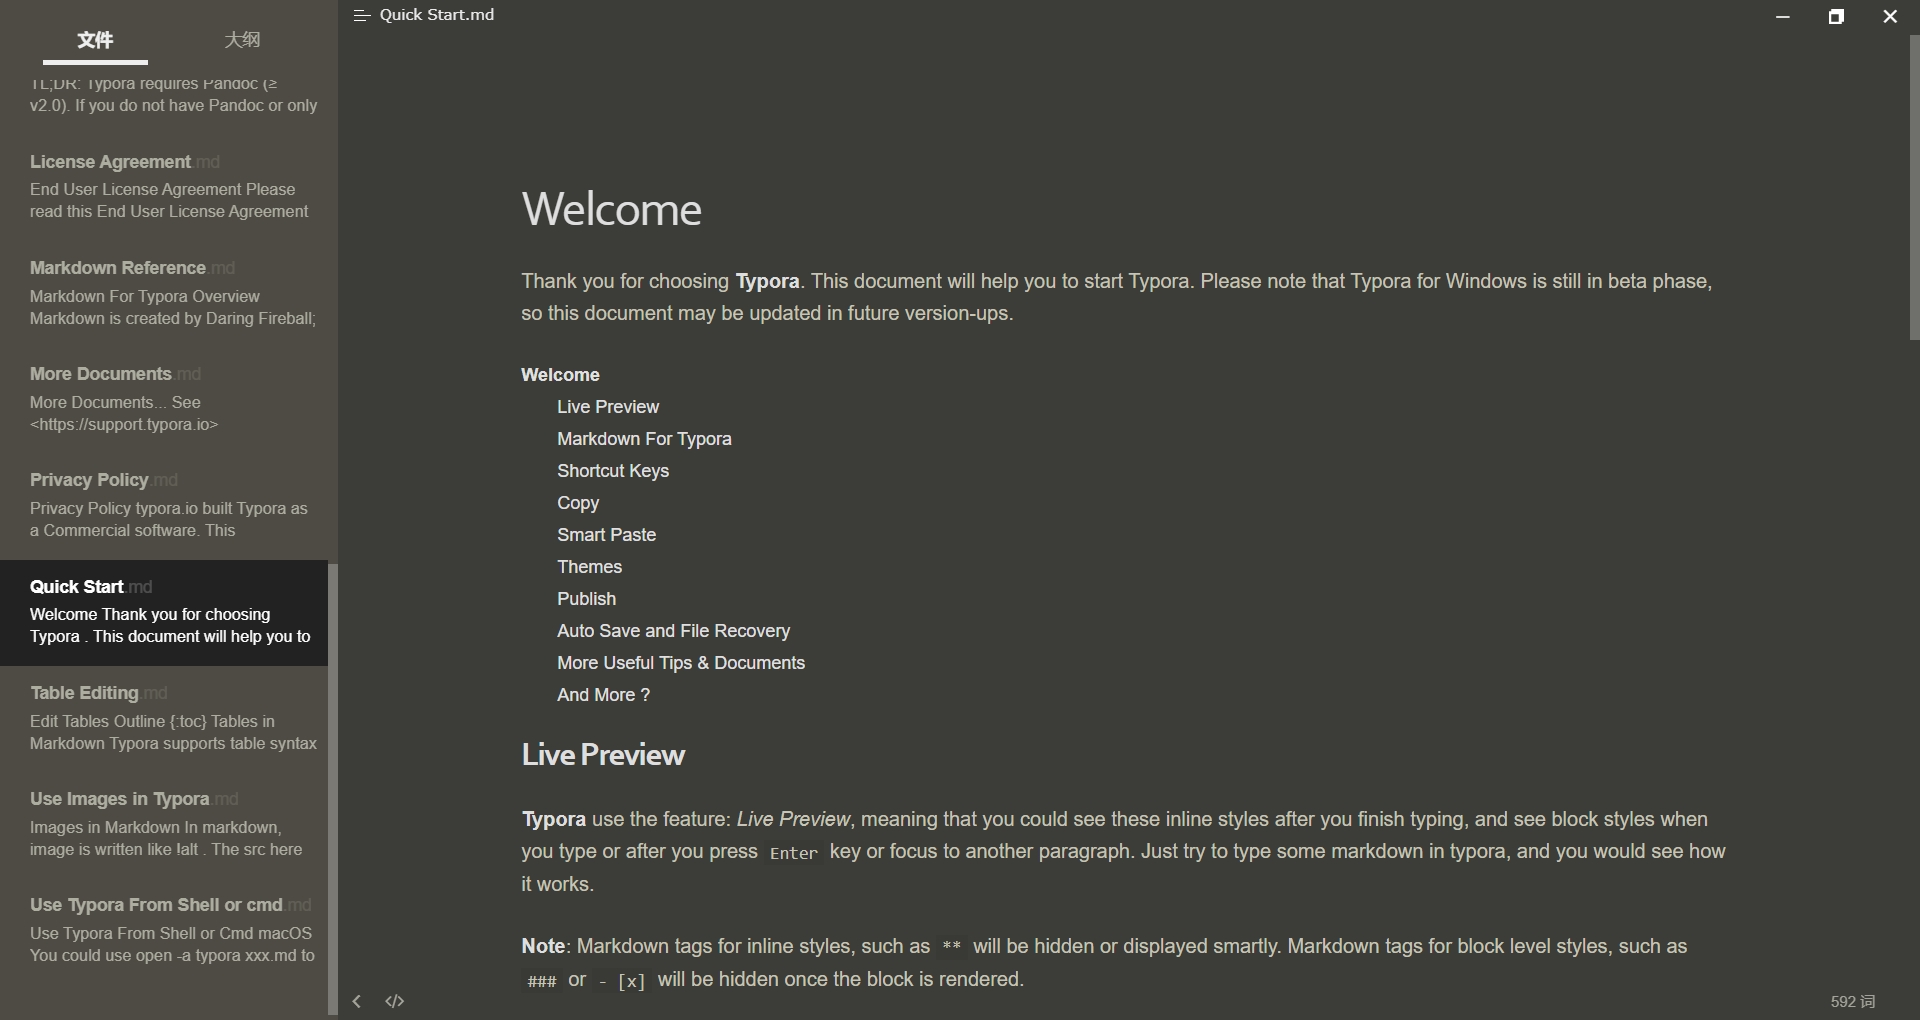 文件
大纲
TL;DR: Typora requires Pandoc (≥
v2.0). If you do not have Pandoc or only
License Agreement.md
End User License Agreement Please
read this End User License Agreement
Markdown Reference.md
Markdown For Typora Overview
Markdown is created by Daring Fireball;
More Documents.md
More Documents... See
<https://support.typora.io>
Privacy Policy.md
Privacy Policy typora.io built Typora as
a Commercial software. This
Quick Start.md
Welcome Thank you for choosing
Typora . This document will help you to
Table Editing.md
Edit Tables Outline {:toc} Tables in
Markdown Typora supports table syntax
Use Images in Typora.md
Images in Markdown In markdown,
image is written like !alt . The src here
Use Typora From Shell or cmd.md
Use Typora From Shell or Cmd macOS
You could use open -a typora xxx.md to
Quick Start.md
Welcome
Thank you for choosing Typora. This document will help you to start Typora. Please note that Typora for Windows is still in beta phase,
so this document may be updated in future version-ups.
Welcome
Live Preview
Markdown For Typora
Shortcut Keys
Copy
Smart Paste
Themes
Publish
Auto Save and File Recovery
More Useful Tips & Documents
And More ?
Live Preview
Typora use the feature: Live Preview, meaning that you could see these inline styles after you finish typing, and see block styles when
you type or after you press Enter key or focus to another paragraph. Just try to type some markdown in typora, and you would see how
it works.
Note: Markdown tags for inline styles, such as ** will be hidden or displayed smartly. Markdown tags for block level styles, such as
### or - [x] will be hidden once the block is rendered.
592 词